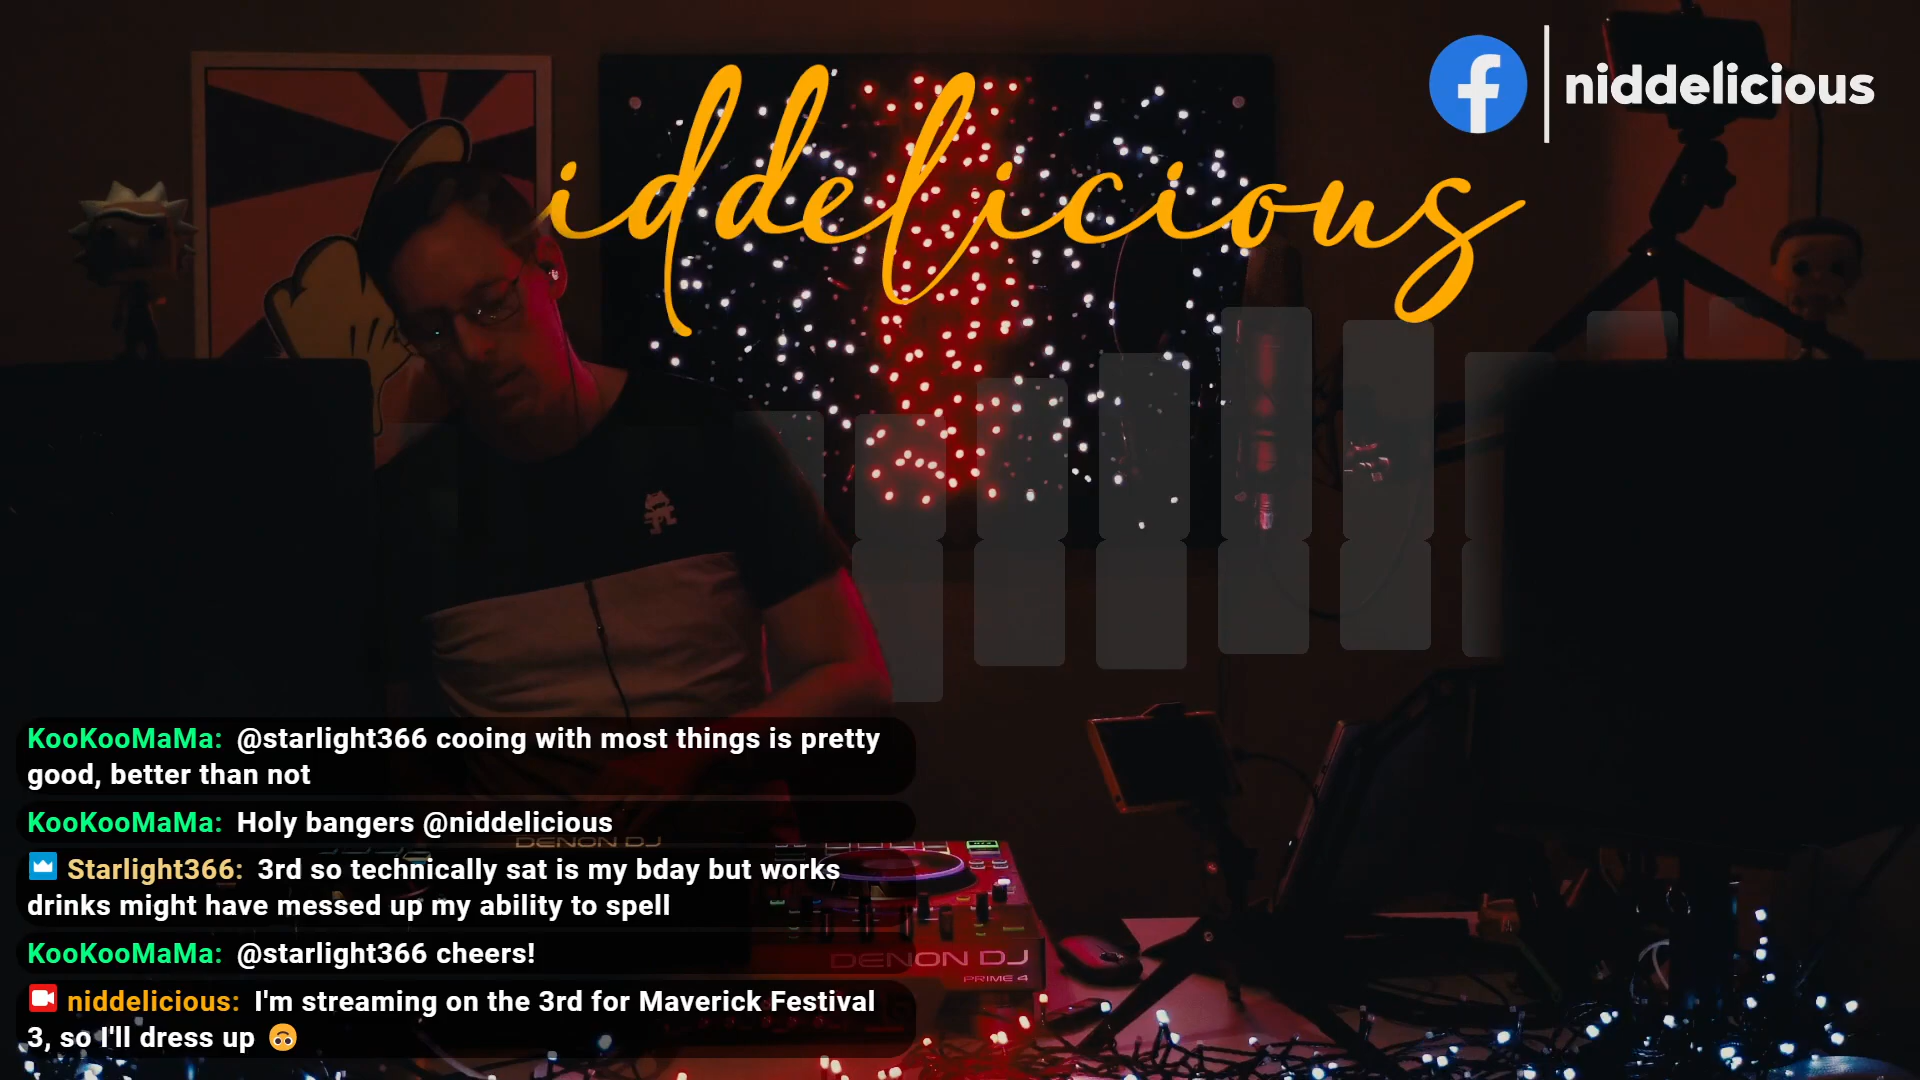 niddelicious
iddelicious
KooKooMaMa: @starlight366 cooing with most things is pretty
good, better than not
KooKooMaMa: Holy bangers @niddelicious
DENON DJ
Starlight366: 3rd so technically sat is my bday but works
drinks might have messed up my ability to spell
KooKooMaMa: @starlight366 cheers!
DENON DJ
PRIME 4
niddelicious: I'm streaming on the 3rd for Maverick Festival
3, so I'll dress up 🙃